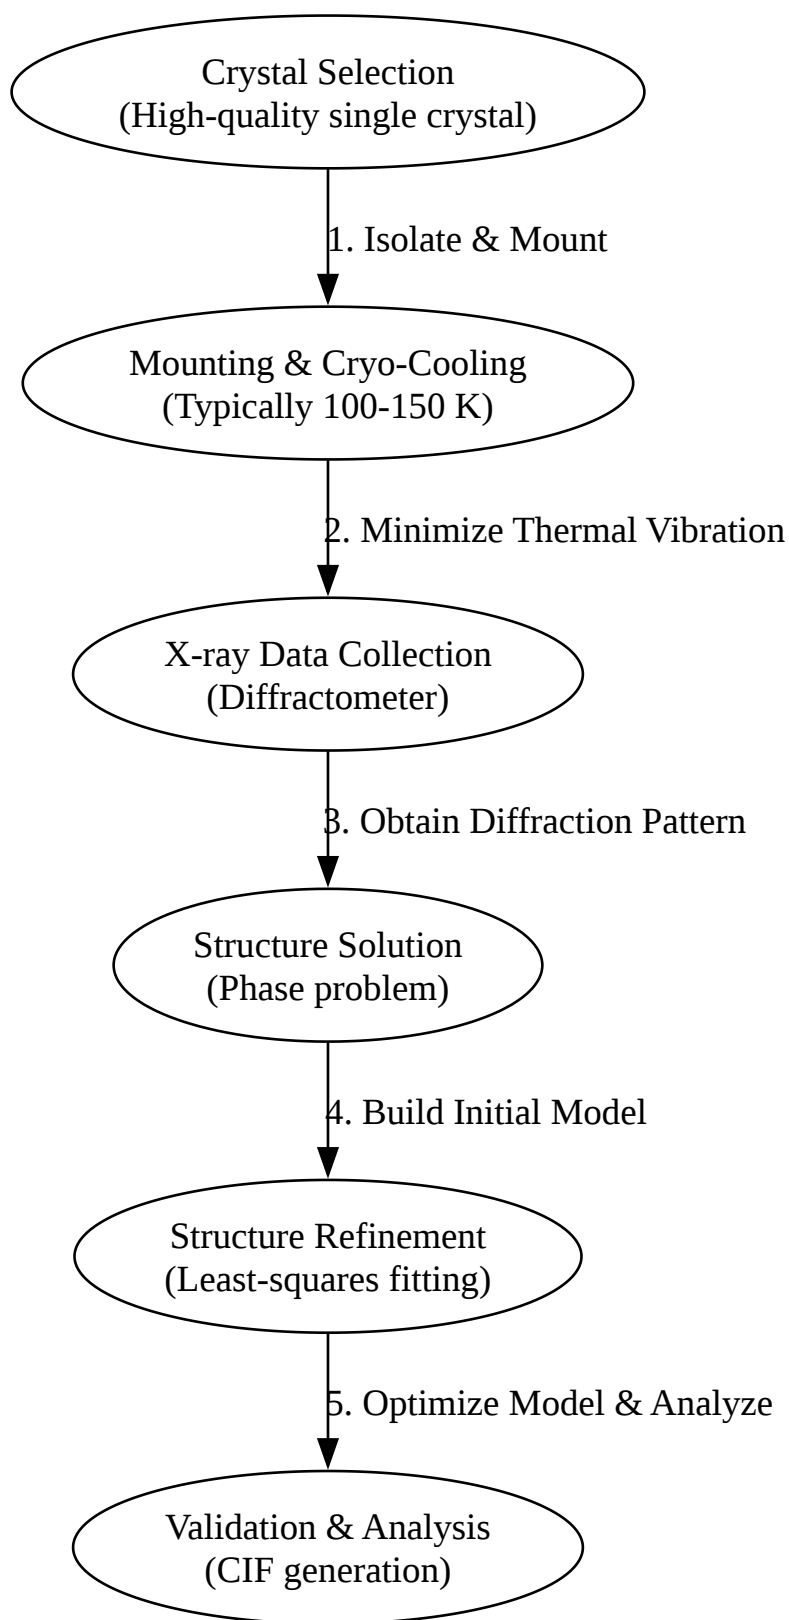 Crystal Selection
(High-quality single crystal)
1. Isolate & Mount
Mounting & Cryo-Cooling
(Typically 100-150 K)
2. Minimize Thermal Vibration
X-ray Data Collection
(Diffractometer)
3. Obtain Diffraction Pattern
Structure Solution
(Phase problem)
4. Build Initial Model
Structure Refinement
(Least-squares fitting)
5. Optimize Model & Analyze
Validation & Analysis
(CIF generation)